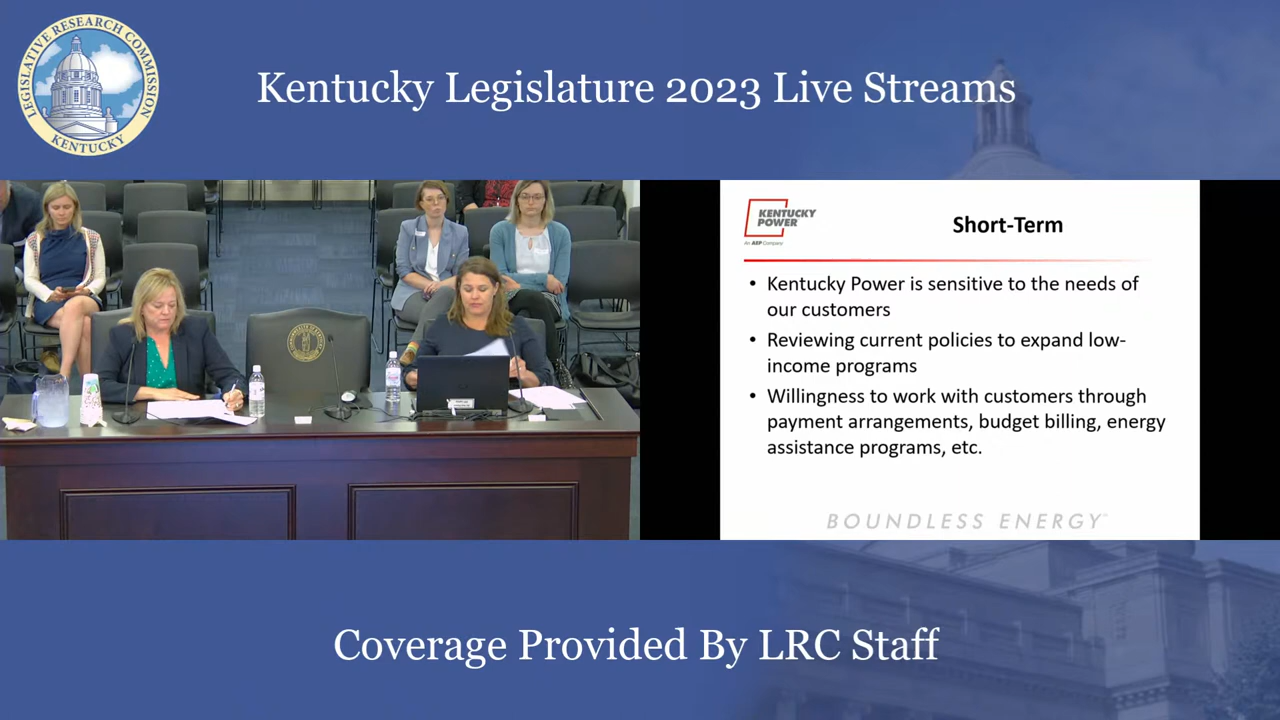 LEGISLATIVE RESEARCH COMMISSION
KENTUCKY
Kentucky Legislature 2023 Live Streams
KENTUCKY
POWER
An AEP Company
Short-Term
• Kentucky Power is sensitive to the needs of
our customers
• Reviewing current policies to expand low-
income programs
• Willingness to work with customers through
payment arrangements, budget billing, energy
assistance programs, etc.
BOUNDLESS ENERGY
Coverage Provided By LRC Staff